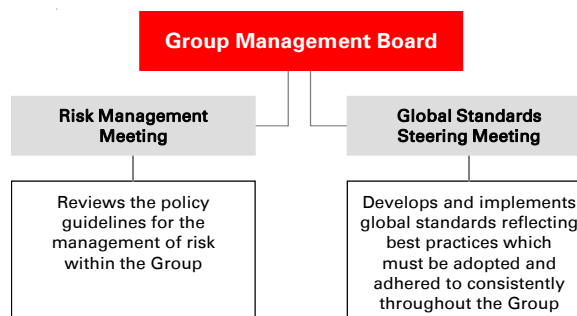 Group Management Board
Risk Management
Meeting
Global Standards
Steering Meeting
Reviews the policy
guidelines for the
management of risk
within the Group
Develops and implements
global standards reflecting
best practices which
must be adopted and
adhered to consistently
throughout the Group